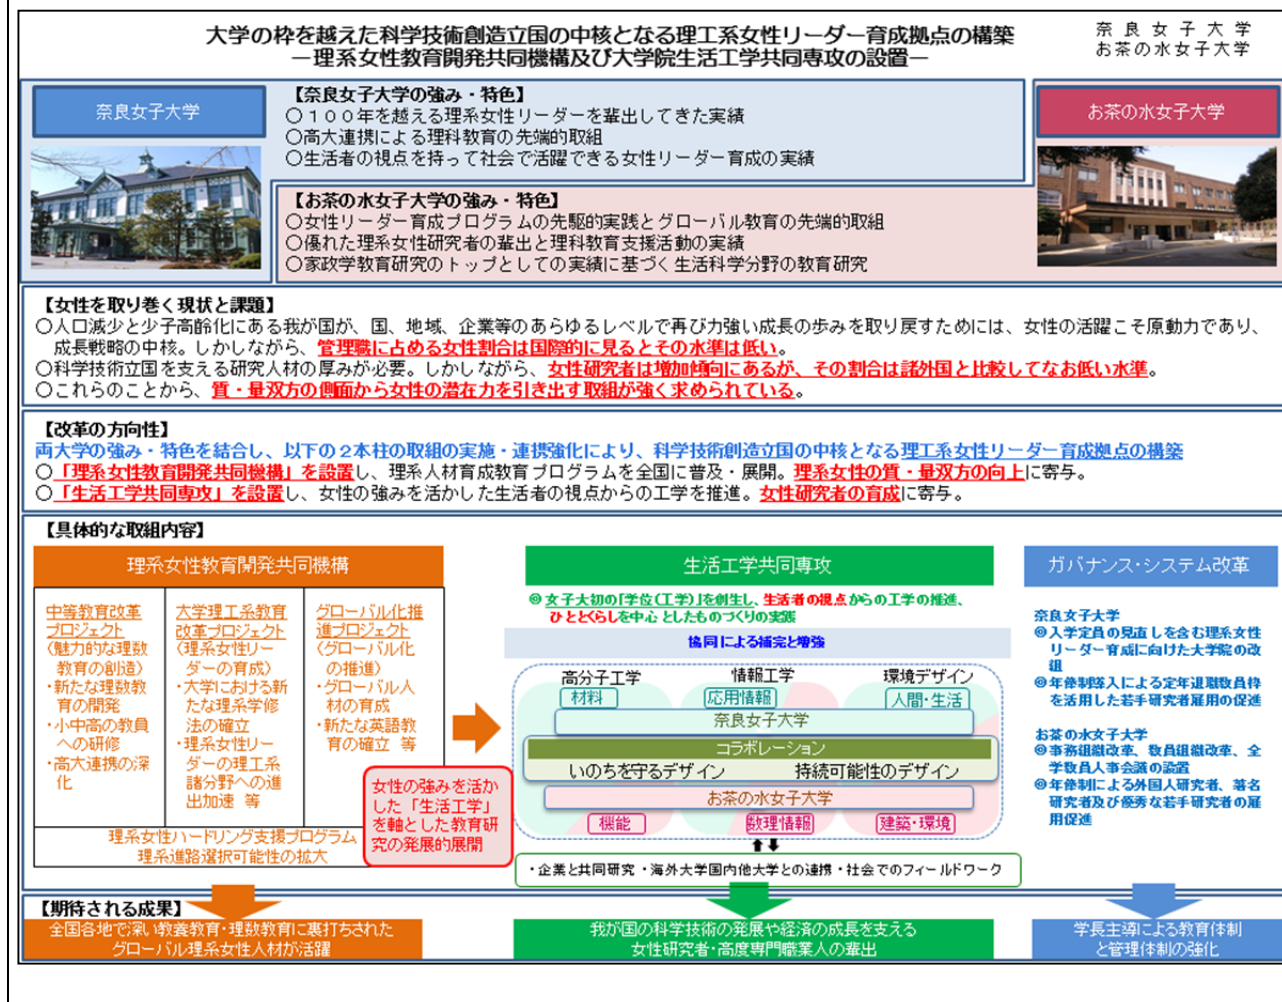 大学の枠を越えた科学技術創造立国の中核となる理工系女性リーダー育成拠点の構築
―理系女性教育開発共同機構及び大学院生活工学共同専攻の設置―
奈良女子大学
お茶の水女子大学
奈良女子大学
【奈良女子大学の強み・特色】
○１００年を越える理系女性リーダーを輩出してきた実績
○高大連携による理科教育の先端的取組
○生活者の視点を持って社会で活躍できる女性リーダー育成の実績
お茶の水女子大学
【お茶の水女子大学の強み・特色】
○女性リーダー育成プログラムの先駆的実践とグローバル教育の先端的取組
○優れた理系女性研究者の輩出と理科教育支援活動の実績
○家政学教育研究のトップとしての実績に基づく生活科学分野の教育研究
【女性を取り巻く現状と課題】
○人口減少と少子高齢化にある我が国が、国、地域、企業等のあらゆるレベルで再び力強い成長の歩みを取り戻すためには、女性の活躍こそ原動力であり、
成長戦略の中核。しかしながら、管理職に占める女性割合は国際的に見るとその水準は低い。
○科学技術立国を支える研究人材の厚みが必要。しかしながら、女性研究者は増加傾向にあるが、その割合は諸外国と比較してなお低い水準。
○これらのことから、質・量双方の側面から女性の潜在力を引き出す取組が強く求められている。
【改革の方向性】
両大学の強み・特色を結合し、以下の２本柱の取組の実施・連携強化により、科学技術創造立国の中核となる理工系女性リーダー育成拠点の構築
○「理系女性教育開発共同機構」を設置し、理系人材育成教育プログラムを全国に普及・展開。理系女性の質・量双方の向上に寄与。
○「生活工学共同専攻」を設置し、女性の強みを活かした生活者の視点からの工学を推進。女性研究者の育成に寄与。
【具体的な取組内容】
理系女性教育開発共同機構
中等教育改革
プロジェクト
(魅力的な理数
教育の創造)
・新たな理数教
育の開発
・小中高の教員
への研修
・高大連携の深
化
大学理工系教育
改革プロジェクト
(理系女性リー
ダーの育成)
・大学における新
たな理系学修
法の確立
・理系女性リー
ダーの理工系
諸分野への進
出加速 等
グローバル化推
進プロジェクト
(グローバル化
の推進)
・グローバル人
材の育成
・新たな英語教
育の確立 等
理系女性ハードリング支援プログラム
理系進路選択可能性の拡大
女性の強みを活か
した「生活工学」
を軸とした教育研
究の発展的展開
生活工学共同専攻
◎女子大初の「学位(工学)」を創生し、生活者の視点からの工学の推進、
ひととくらしを中心としたものづくりの実践
協同による補完と増強
高分子工学 情報工学 環境デザイン
材料 応用情報 人間・生活
奈良女子大学
コラボレーション
いのちを守るデザイン 持続可能性のデザイン
お茶の水女子大学
機能 数理情報 建築・環境
・企業と共同研究 ・海外大学国内他大学との連携 ・社会でのフィールドワーク
ガバナンス・システム改革
奈良女子大学
◎入学定員の見直しを含む理系女性
リーダー育成に向けた大学院の改
組
◎年俸制導入による定年退職教員枠
を活用した若手研究者雇用の促進
お茶の水女子大学
◎事務組織改革、教員組織改革、全
学教員人事会議の設置
◎年俸制による外国人研究者、著名
研究者及び優秀な若手研究者の雇
用促進
【期待される成果】
全国各地で深い教養教育・理数教育に裏打ちされた
グローバル理系女性人材が活躍
我が国の科学技術の発展や経済の成長を支える
女性研究者・高度専門職業人の輩出
学長主導による教育体制
と管理体制の強化